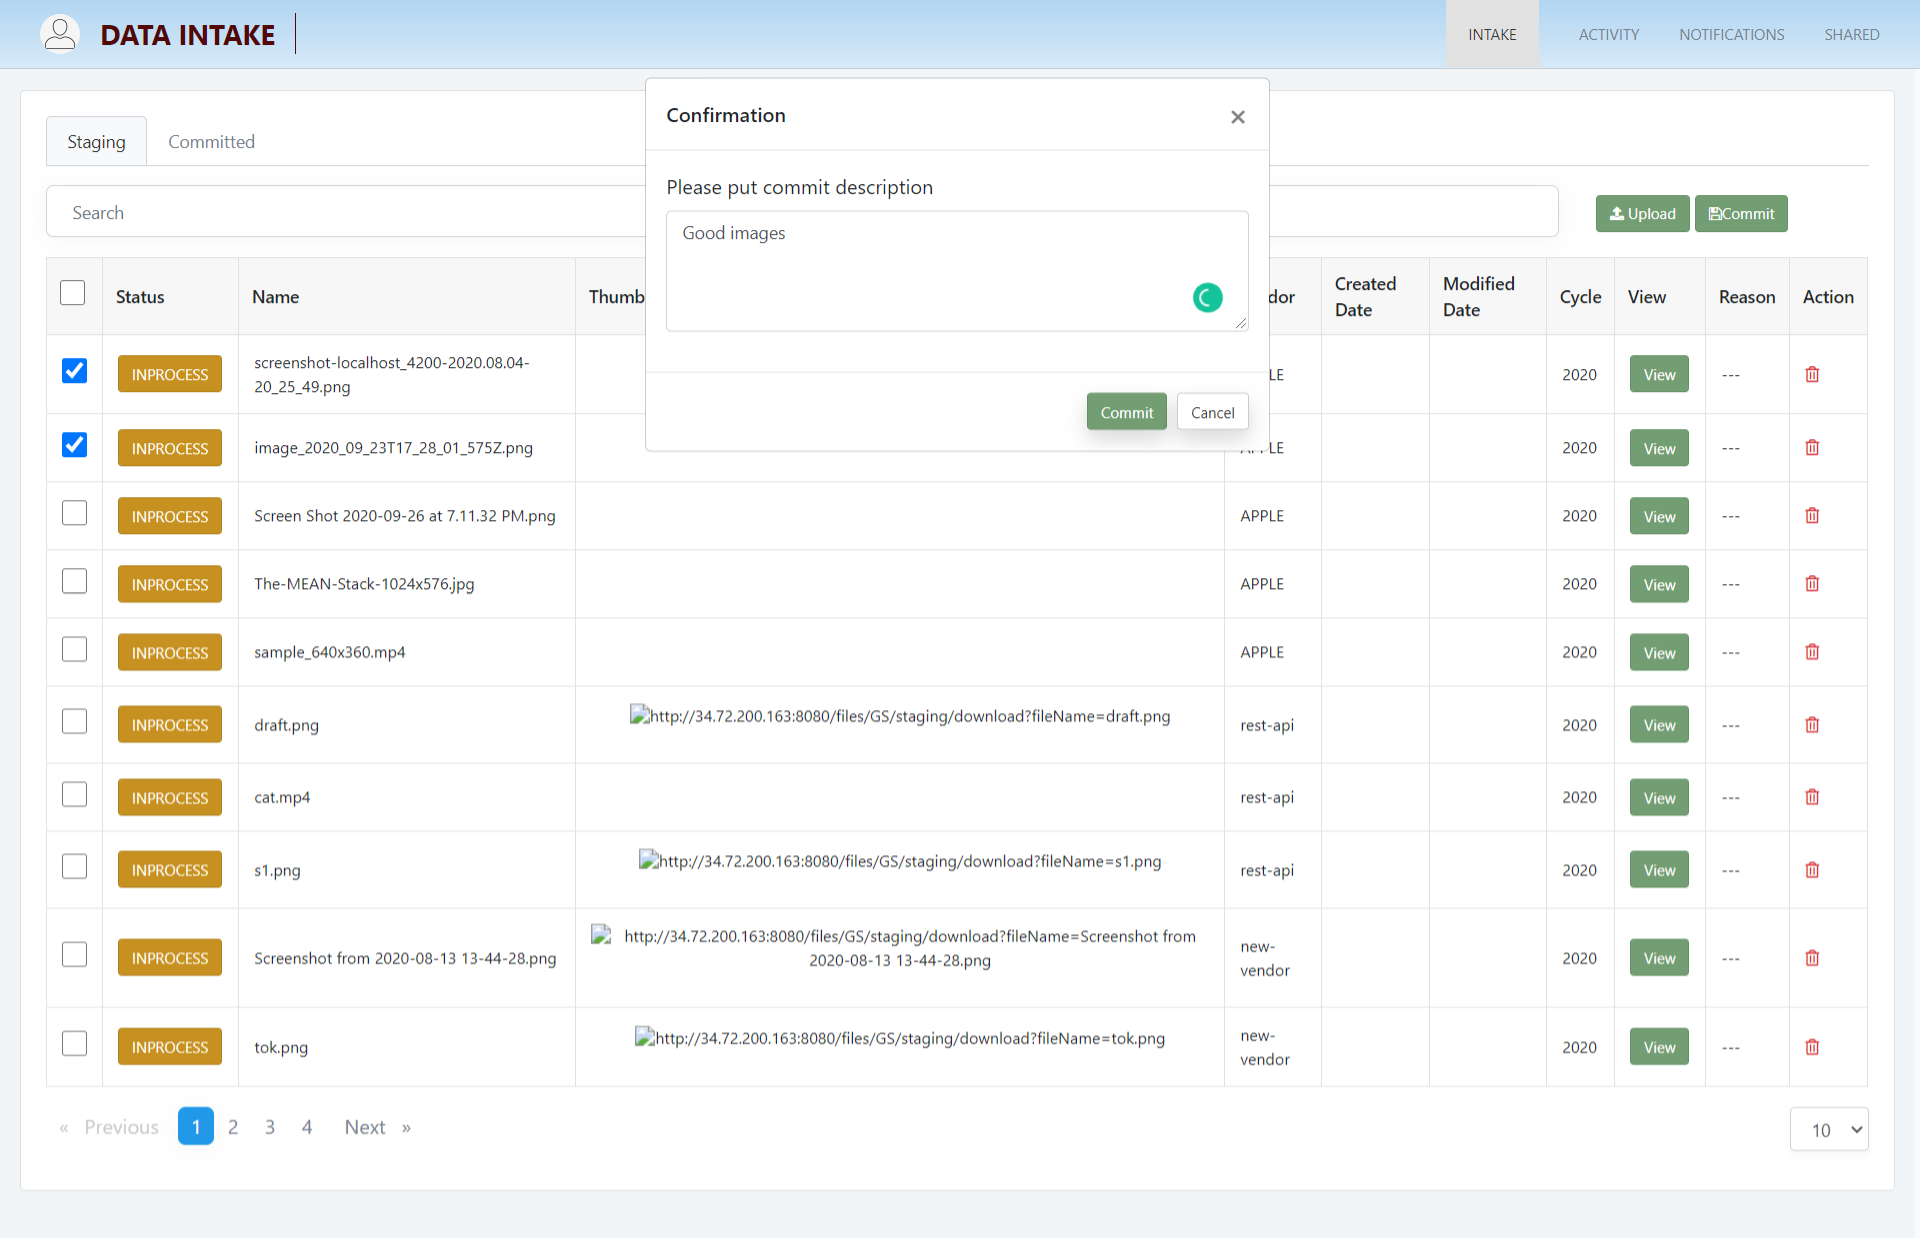 DATA INTAKE
INTAKE
ACTIVITY
NOTIFICATIONS
SHARED
Confirmation
Please put commit description
Good images
Commit
Cancel
Staging
Committed
Search
Upload
Commit
Status
Name
Thumb
dor
Created
Date
Modified
Date
Cycle
View
Reason
Action
INPROCESS
screenshot-localhost_4200-2020.08.04-
20_25_49.png
LE
2020
View
---
INPROCESS
image_2020_09_23T17_28_01_575Z.png
APPLE
2020
View
---
INPROCESS
Screen Shot 2020-09-26 at 7.11.32 PM.png
APPLE
2020
View
---
INPROCESS
The-MEAN-Stack-1024x576.jpg
APPLE
2020
View
---
INPROCESS
sample_640x360.mp4
APPLE
2020
View
---
INPROCESS
draft.png
http://34.72.200.163:8080/files/GS/staging/download?fileName=draft.png
rest-api
2020
View
---
INPROCESS
cat.mp4
rest-api
2020
View
---
INPROCESS
s1.png
http://34.72.200.163:8080/files/GS/staging/download?fileName=s1.png
rest-api
2020
View
---
INPROCESS
Screenshot from 2020-08-13 13-44-28.png
http://34.72.200.163:8080/files/GS/staging/download?fileName=Screenshot from
2020-08-13 13-44-28.png
new-
vendor
2020
View
---
INPROCESS
tok.png
http://34.72.200.163:8080/files/GS/staging/download?fileName=tok.png
new-
vendor
2020
View
---
« Previous 1 2 3 4 Next »
10